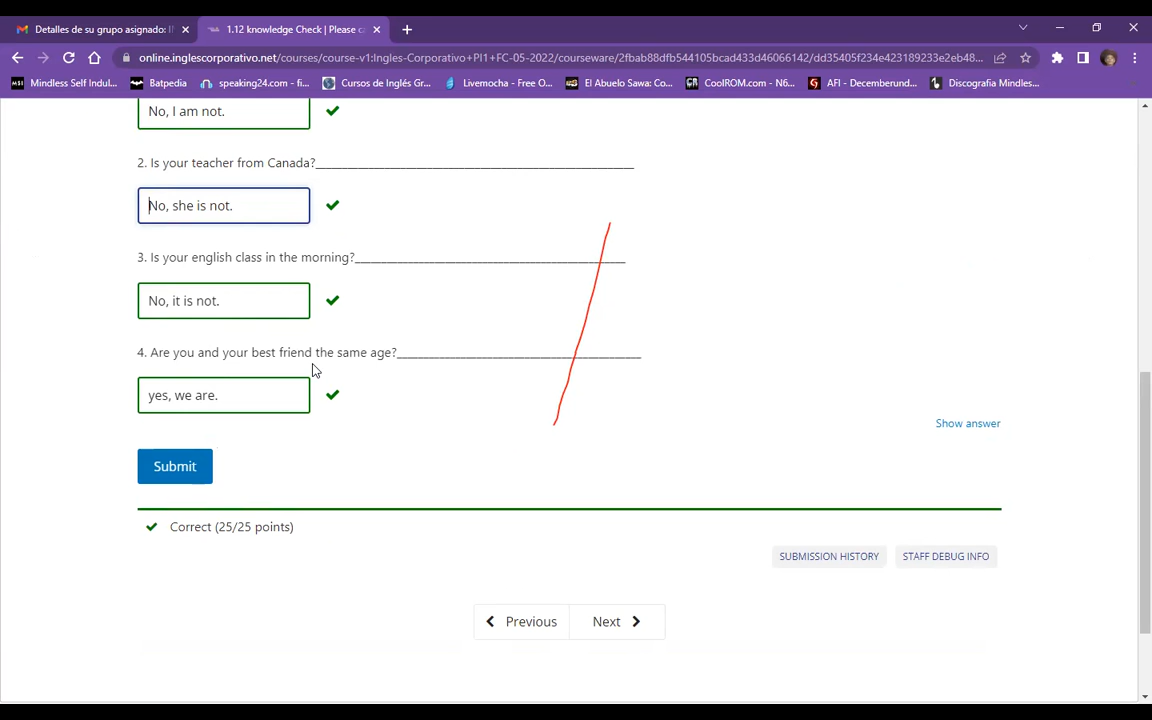 Detalles de su grupo asignado: I
1.12 knowledge Check | Please c
online.inglescorporativo.net/courses/course-v1:Ingles-Corporativo+PI1+FC-05-2022/courseware/2fbab88dfb544105bcad433d46066142/dd35405f234e423189233e2eb48...
Mindless Self Indul...
Batpedia
speaking24.com - fi...
Cursos de Inglés Gr...
Livemocha - Free O...
El Abuelo Sawa: Co...
CoolROM.com - N6...
AFI - Decemberund...
Discografia Mindles...
No, I am not.
2. Is your teacher from Canada?
No, she is not.
3. Is your english class in the morning?
No, it is not.
4. Are you and your best friend the same age?
yes, we are.
Show answer
Submit
Correct (25/25 points)
SUBMISSION HISTORY
STAFF DEBUG INFO
Previous
Next